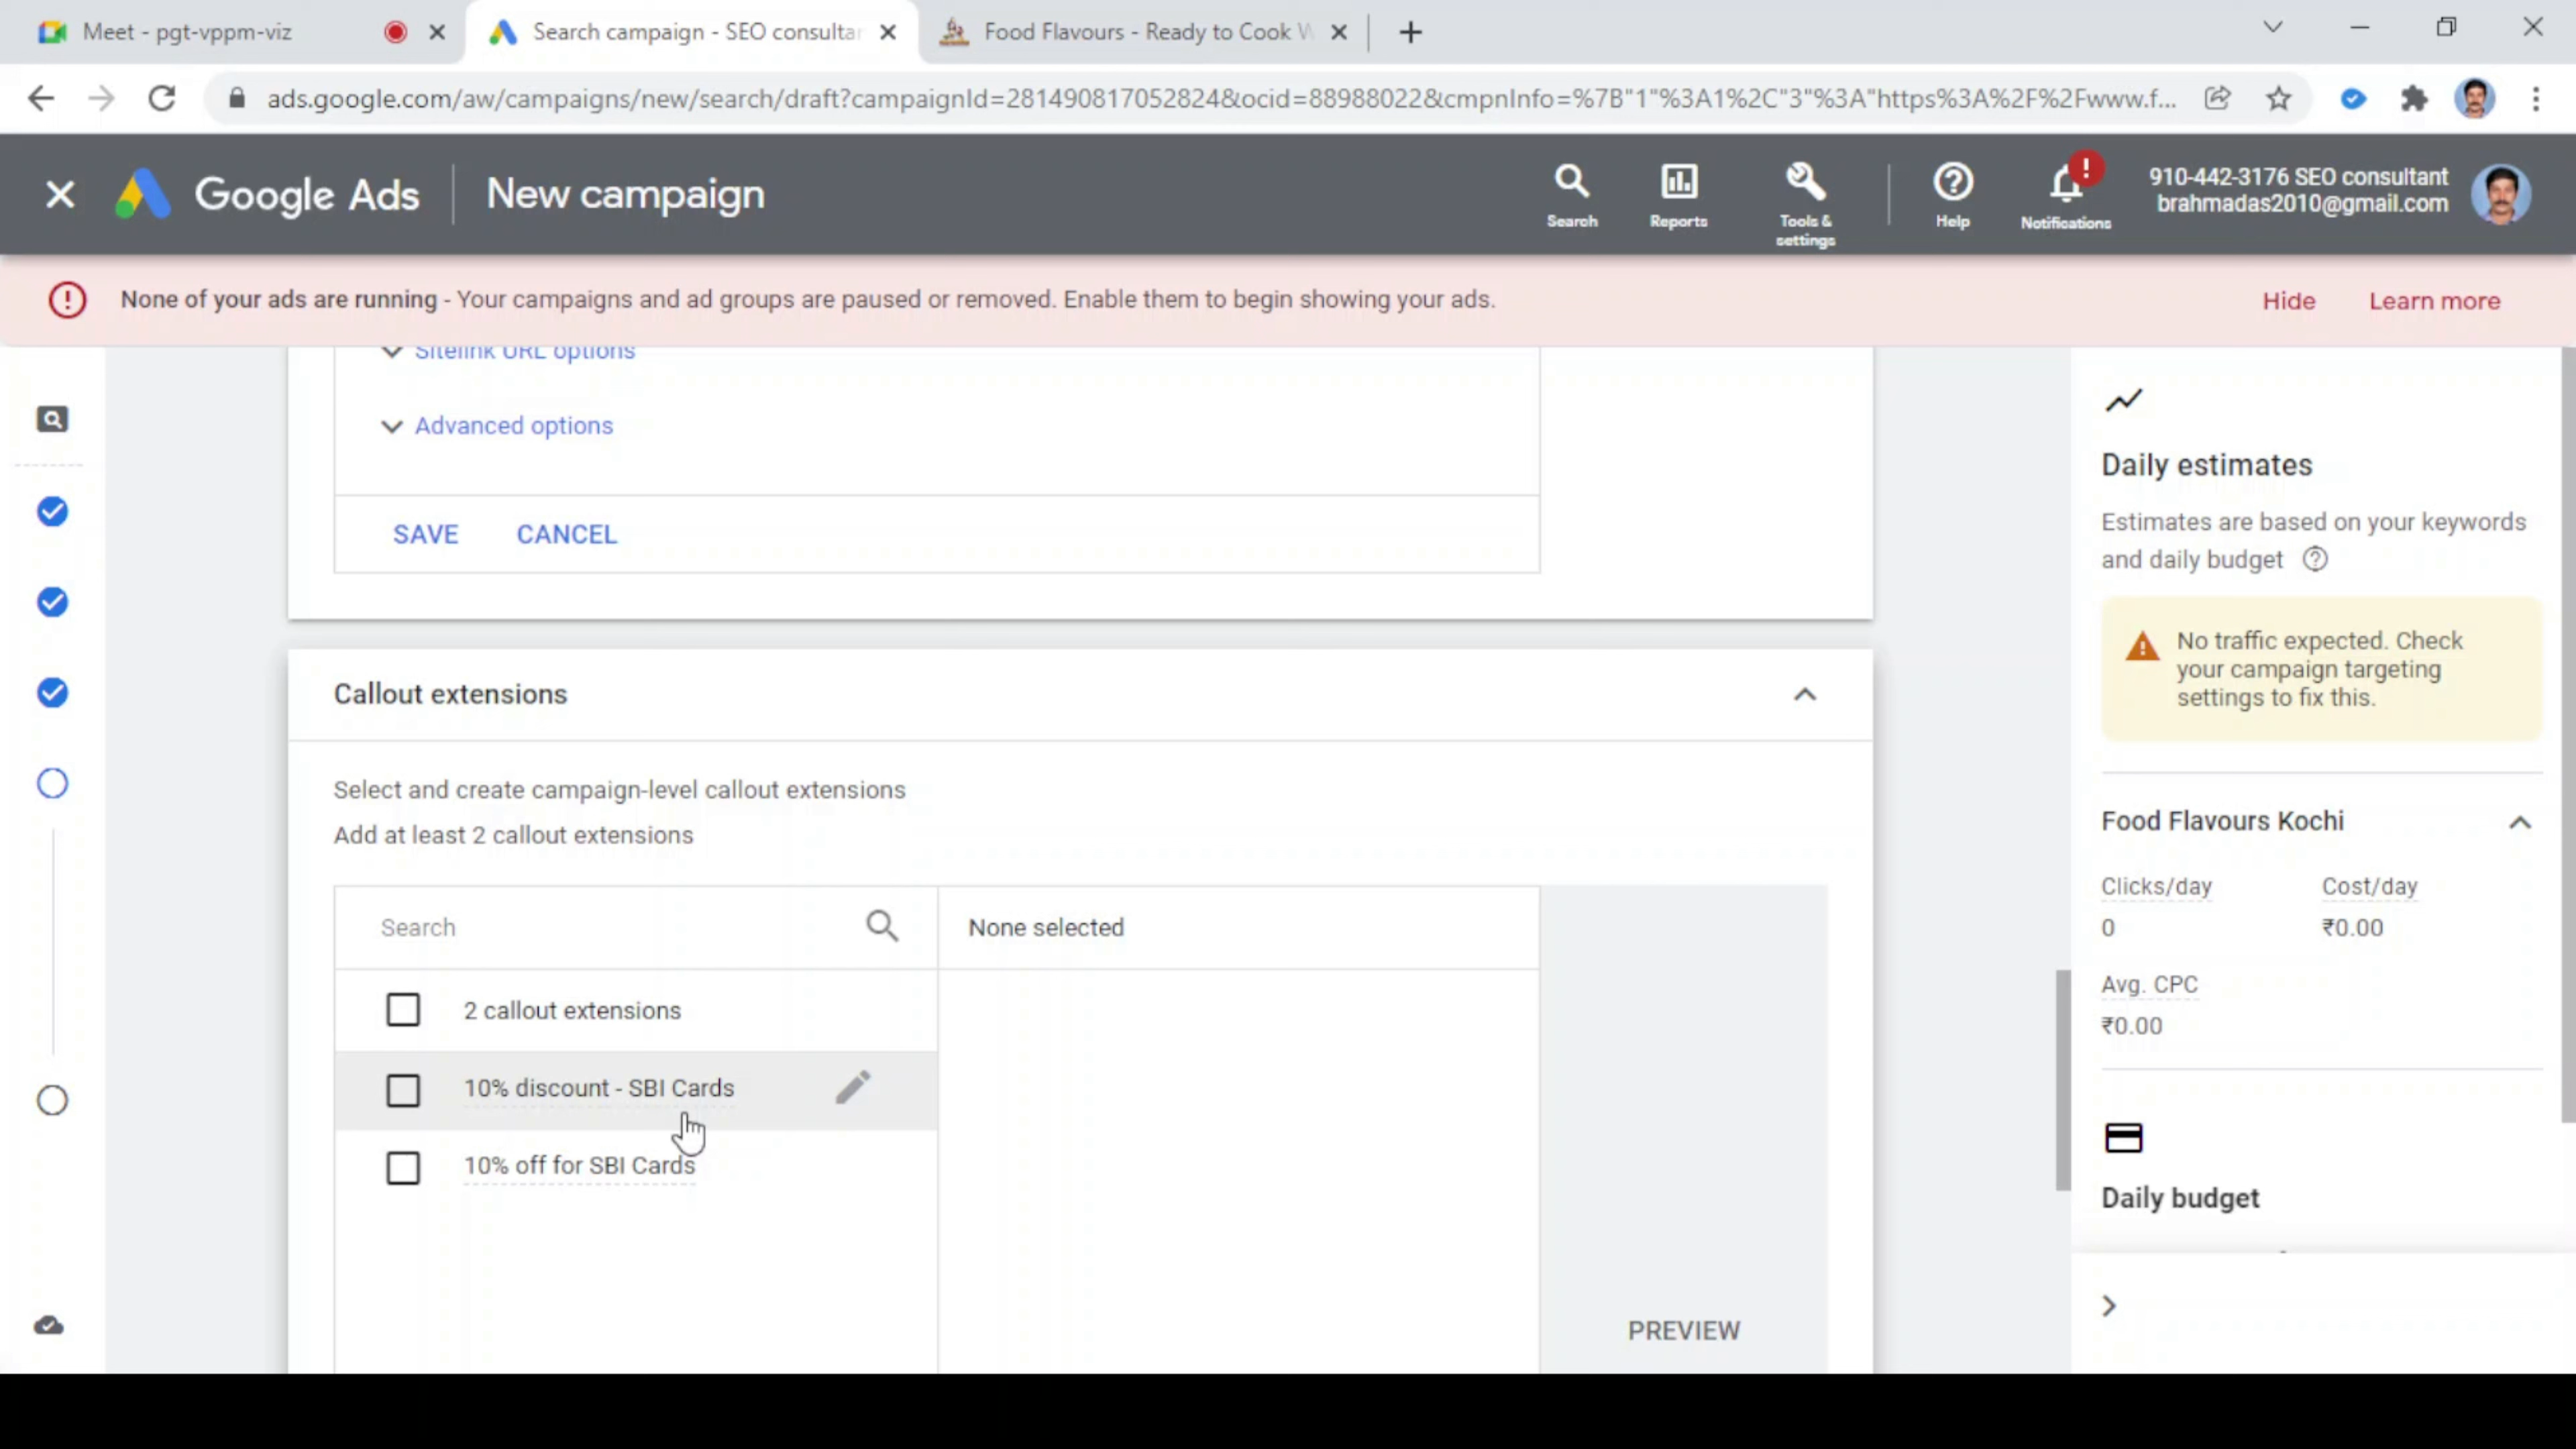 Meet - pgt-vppm-viz
Search campaign - SEO consultan
Food Flavours - Ready to Cook W
ads.google.com/aw/campaigns/new/search/draft?campaignId=281490817052824&ocid=88988022&cmpnInfo=%7B"1"%3A1%2C"3"%3A"https%3A%2F%2Fwww.f...
Google Ads
New campaign
Search
Reports
Tools &
settings
Help
Notifications
910-442-3176 SEO consultant
brahmadas2010@gmail.com
None of your ads are running - Your campaigns and ad groups are paused or removed. Enable them to begin showing your ads.
Hide
Learn more
Sitelink URL options
Advanced options
SAVE
CANCEL
Callout extensions
Select and create campaign-level callout extensions
Add at least 2 callout extensions
Search
None selected
2 callout extensions
10% discount - SBI Cards
10% off for SBI Cards
PREVIEW
Daily estimates
Estimates are based on your keywords
and daily budget
No traffic expected. Check
your campaign targeting
settings to fix this.
Food Flavours Kochi
Clicks/day
Cost/day
0
₹0.00
Avg. CPC
₹0.00
Daily budget